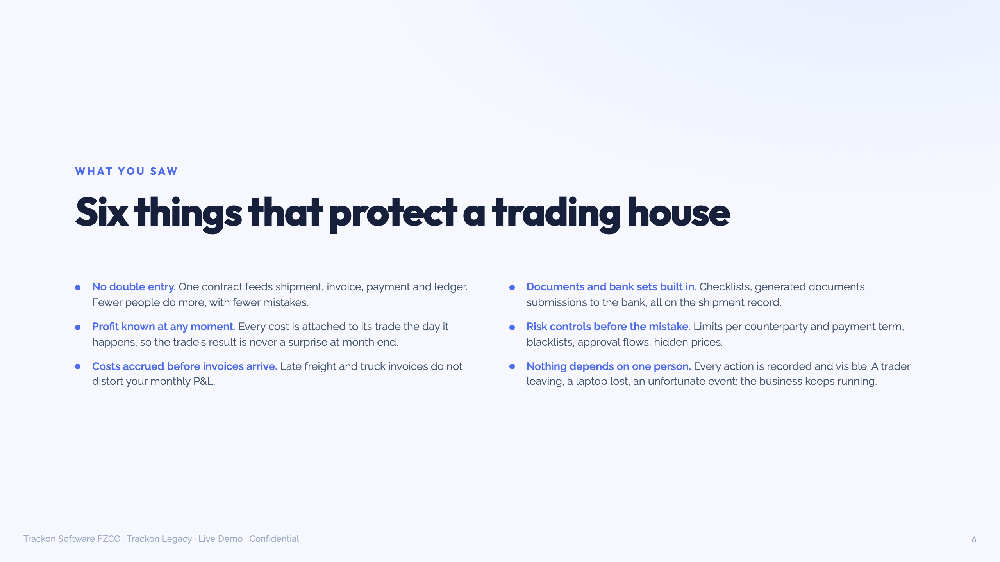 WHAT YOU SAW
Six things that protect a trading house
No double entry. One contract feeds shipment, invoice, payment and ledger.
Fewer people do more, with fewer mistakes.
Profit known at any moment. Every cost is attached to its trade the day it
happens, so the trade's result is never a surprise at month end.
Costs accrued before invoices arrive. Late freight and truck invoices do not
distort your monthly P&L.
Documents and bank sets built in. Checklists, generated documents,
submissions to the bank, all on the shipment record.
Risk controls before the mistake. Limits per counterparty and payment term,
blacklists, approval flows, hidden prices.
Nothing depends on one person. Every action is recorded and visible. A trader
leaving, a laptop lost, an unfortunate event: the business keeps running.
Trackon Software FZCO · Trackon Legacy · Live Demo · Confidential
6